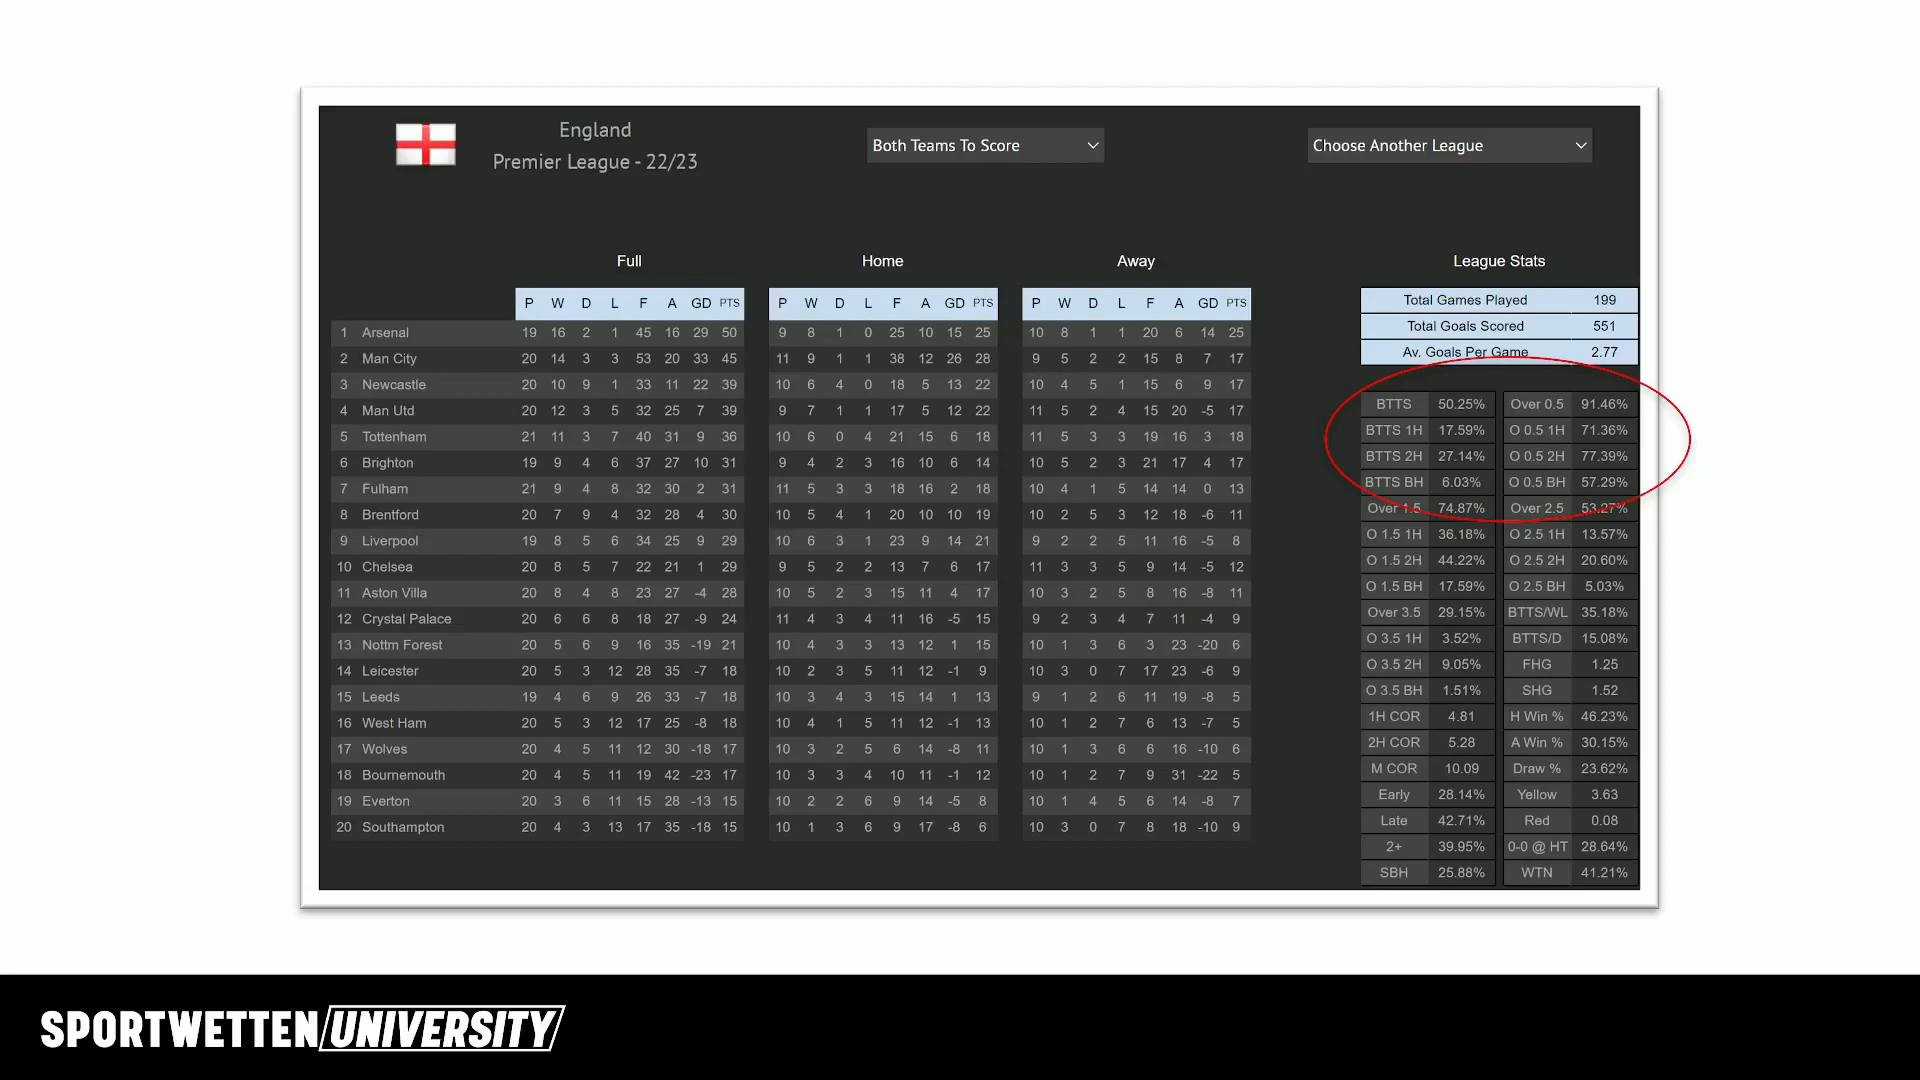 England
Premier League - 22/23
Both Teams To Score
Choose Another League
Full Home Away League Stats
P W D L F A GD PTS P W D L F A GD PTS P W D L F A GD PTS
1 Arsenal 19 16 2 1 45 16 29 50 9 8 1 0 25 10 15 25 10 8 1 1 20 6 14 25
2 Man City 20 14 3 3 53 20 33 45 11 9 1 1 38 12 26 28 9 5 2 2 15 8 7 17
3 Newcastle 20 10 9 1 33 11 22 39 10 6 4 0 18 5 13 22 10 4 5 1 15 6 9 17
4 Man Utd 20 12 3 5 32 25 7 39 9 7 1 1 17 5 12 22 11 5 2 4 15 20 -5 17
5 Tottenham 21 11 3 7 40 31 9 36 10 6 0 4 21 15 6 18 11 5 3 3 19 16 3 18
6 Brighton 19 9 4 6 37 27 10 31 9 4 2 3 16 10 6 14 10 5 2 3 21 17 4 17
7 Fulham 21 9 4 8 32 30 2 31 11 5 3 3 18 16 2 18 10 4 1 5 14 14 0 13
8 Brentford 20 7 9 4 32 28 4 30 10 5 4 1 20 10 10 19 10 2 5 3 12 18 -6 11
9 Liverpool 19 8 5 6 34 25 9 29 10 6 3 1 23 9 14 21 9 2 2 5 11 16 -5 8
10 Chelsea 20 8 5 7 22 21 1 29 9 5 2 2 13 7 6 17 11 3 3 5 9 14 -5 12
11 Aston Villa 20 8 4 8 23 27 -4 28 10 5 2 3 15 11 4 17 10 3 2 5 8 16 -8 11
12 Crystal Palace 20 6 6 8 18 27 -9 24 11 4 3 4 11 16 -5 15 9 2 3 4 7 11 -4 9
13 Nottm Forest 20 5 6 9 16 35 -19 21 10 4 3 3 13 12 1 15 10 1 3 6 3 23 -20 6
14 Leicester 20 5 3 12 28 35 -7 18 10 2 3 5 11 12 -1 9 10 3 0 7 17 23 -6 9
15 Leeds 19 4 6 9 26 33 -7 18 10 3 4 3 15 14 1 13 9 1 2 6 11 19 -8 5
16 West Ham 20 5 3 12 17 25 -8 18 10 4 1 5 11 12 -1 13 10 1 2 7 6 13 -7 5
17 Wolves 20 4 5 11 12 30 -18 17 10 3 2 5 6 14 -8 11 10 1 3 6 6 16 -10 6
18 Bournemouth 20 4 5 11 19 42 -23 17 10 3 3 4 10 11 -1 12 10 1 2 7 9 31 -22 5
19 Everton 20 3 6 11 15 28 -13 15 10 2 2 6 9 14 -5 8 10 1 4 5 6 14 -8 7
20 Southampton 20 4 3 13 17 35 -18 15 10 1 3 6 9 17 -8 6 10 3 0 7 8 18 -10 9
Total Games Played 199
Total Goals Scored 551
Av. Goals Per Game 2.77
BTTS 50.25% Over 0.5 91.46%
BTTS 1H 17.59% O 0.5 1H 71.36%
BTTS 2H 27.14% O 0.5 2H 77.39%
BTTS BH 6.03% O 0.5 BH 57.29%
Over 1.5 74.87% Over 2.5 53.27%
O 1.5 1H 36.18% O 2.5 1H 13.57%
O 1.5 2H 44.22% O 2.5 2H 20.60%
O 1.5 BH 17.59% O 2.5 BH 5.03%
Over 3.5 29.15% BTTS/WL 35.18%
O 3.5 1H 3.52% BTTS/D 15.08%
O 3.5 2H 9.05% FHG 1.25
O 3.5 BH 1.51% SHG 1.52
1H COR 4.81 H Win % 46.23%
2H COR 5.28 A Win % 30.15%
M COR 10.09 Draw % 23.62%
Early 28.14% Yellow 3.63
Late 42.71% Red 0.08
2+ 39.95% 0-0 @ HT 28.64%
SBH 25.88% WTN 41.21%
SPORTWETTEN UNIVERSITY